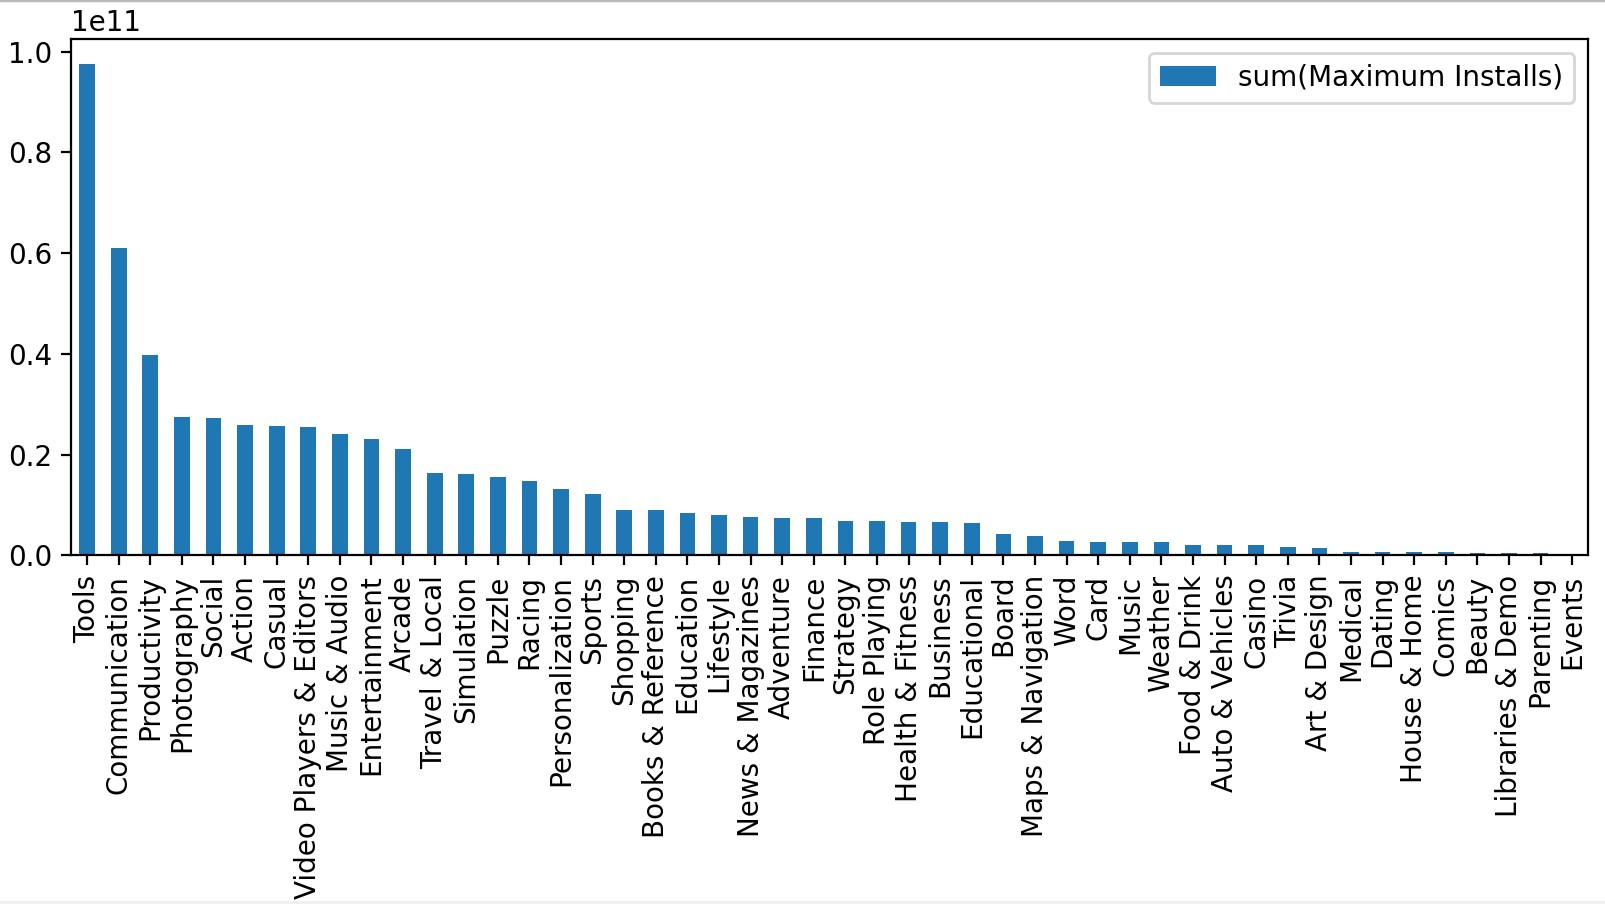 1e11
1.0
0.8
0.6
0.4
0.2
0.0
sum(Maximum Installs)
Tools
Communication
Productivity
Photography
Social
Action
Casual
Video Players & Editors
Music & Audio
Entertainment
Arcade
Travel & Local
Simulation
Puzzle
Racing
Personalization
Sports
Shopping
Books & Reference
Education
Lifestyle
News & Magazines
Adventure
Finance
Strategy
Role Playing
Health & Fitness
Business
Educational
Board
Maps & Navigation
Word
Card
Music
Weather
Food & Drink
Auto & Vehicles
Casino
Trivia
Art & Design
Medical
Dating
House & Home
Comics
Beauty
Libraries & Demo
Parenting
Events